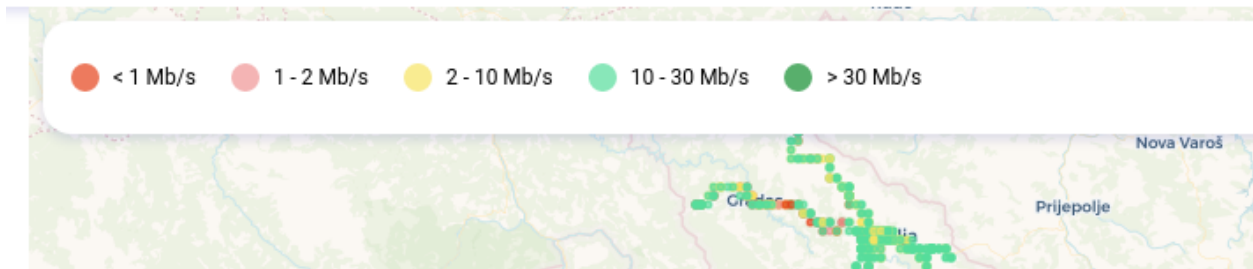 < 1 Mb/s 1 - 2 Mb/s 2 - 10 Mb/s 10 - 30 Mb/s > 30 Mb/s
Nova Varoš
Prijepolje